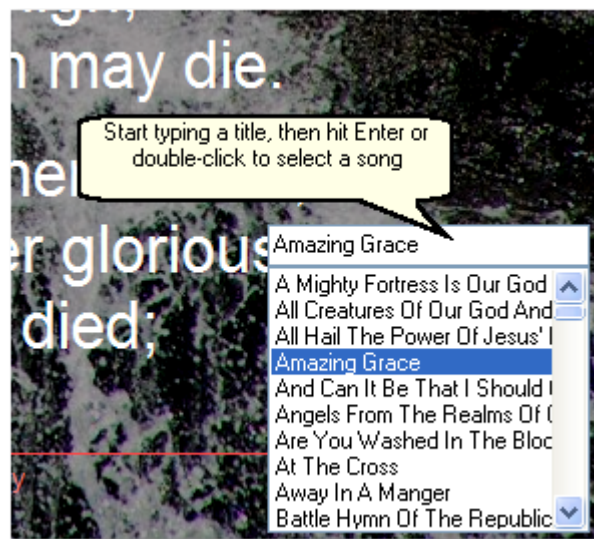 may die.
Start typing a title, then hit Enter or
double-click to select a song
glorious
died;
Amazing Grace
A Mighty Fortress Is Our God
All Creatures Of Our God And
All Hail The Power Of Jesus'
Amazing Grace
And Can It Be That I Should
Angels From The Realms Of
Are You Washed In The
At The Cross
Away In A Manger
Battle Hymn Of The Republic